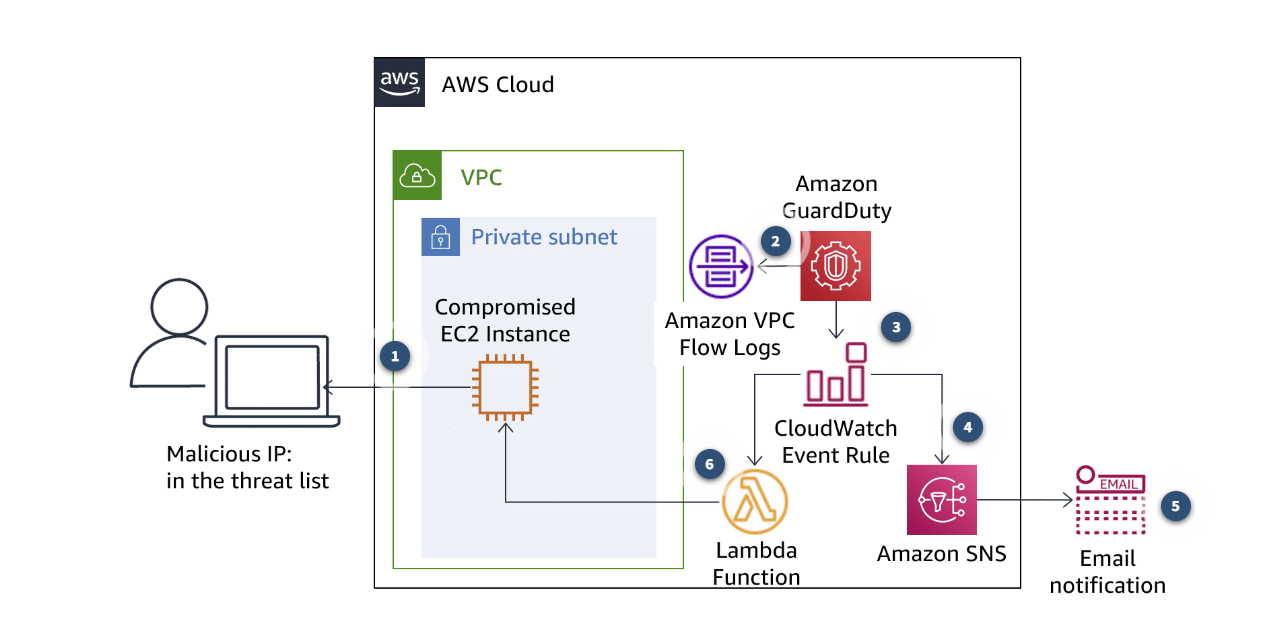 aws
AWS Cloud
VPC
Private subnet
Compromised
EC2 Instance
1
Malicious IP:
in the threat list
Amazon
GuardDuty
2
Amazon VPC
Flow Logs
3
CloudWatch
Event Rule
4
6
Lambda
Function
Amazon SNS
EMAIL
5
Email
notification